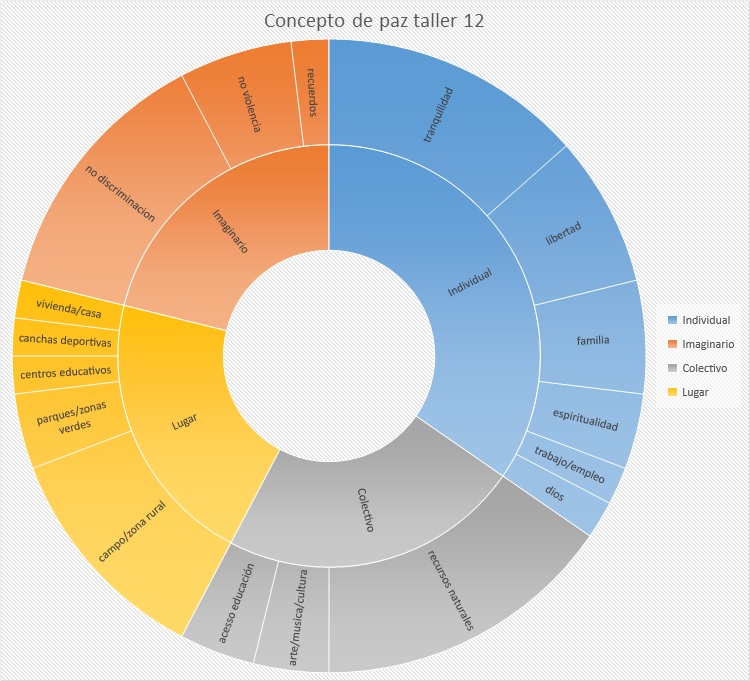 Concepto de paz taller 12
tranquilidad
libertad
familia
espiritualidad
trabajo/empleo
dios
Individual
recursos naturales
arte/musica/cultura
acesso educación
Colectivo
campo/zona rural
parques/zonas
verdes
centros educativos
canchas deportivas
vivienda/casa
Lugar
no discriminacion
no violencia
recuerdos
Imaginario
Individual
Imaginario
Colectivo
Lugar